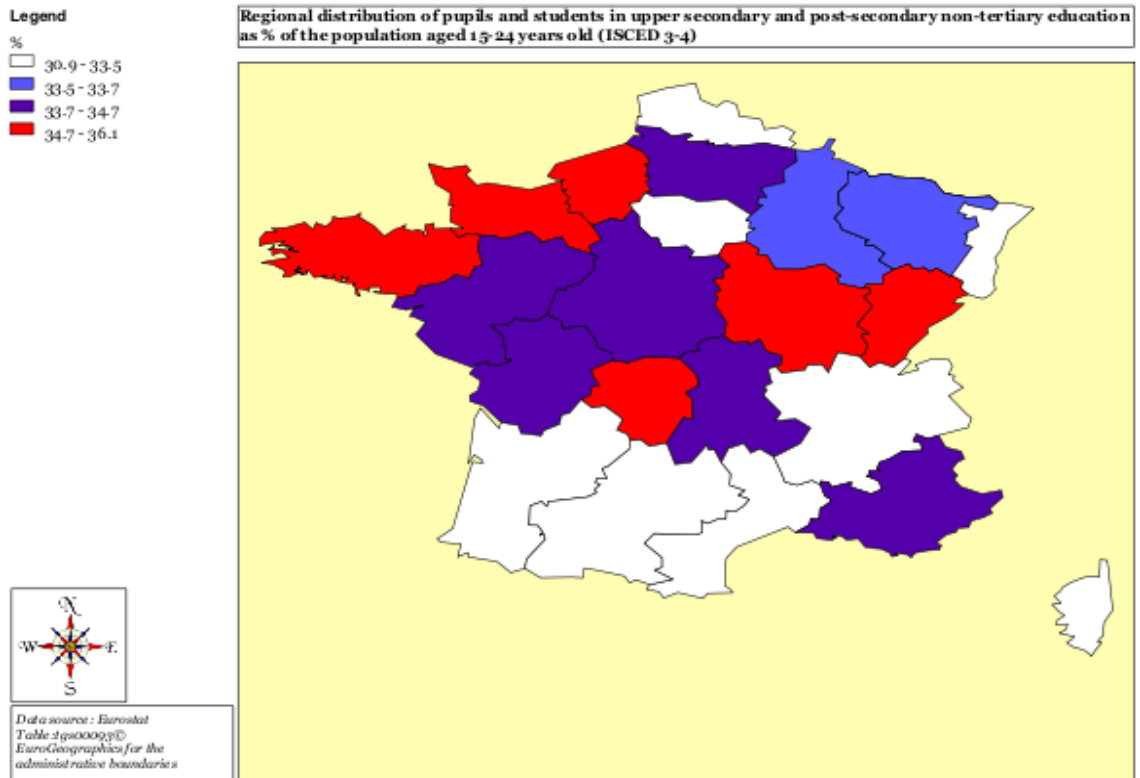 Legend
%
30.9 - 33.5
33.5 - 33.7
33.7 - 34.7
34.7 - 36.1
Regional distribution of pupils and students in upper secondary and post-secondary non-tertiary education
as % of the population aged 15-24 years old (ISCED 3-4)
N
W E
S
Data source : Eurostat
Table :tgs00093©
EuroGeographics for the
administrative boundaries